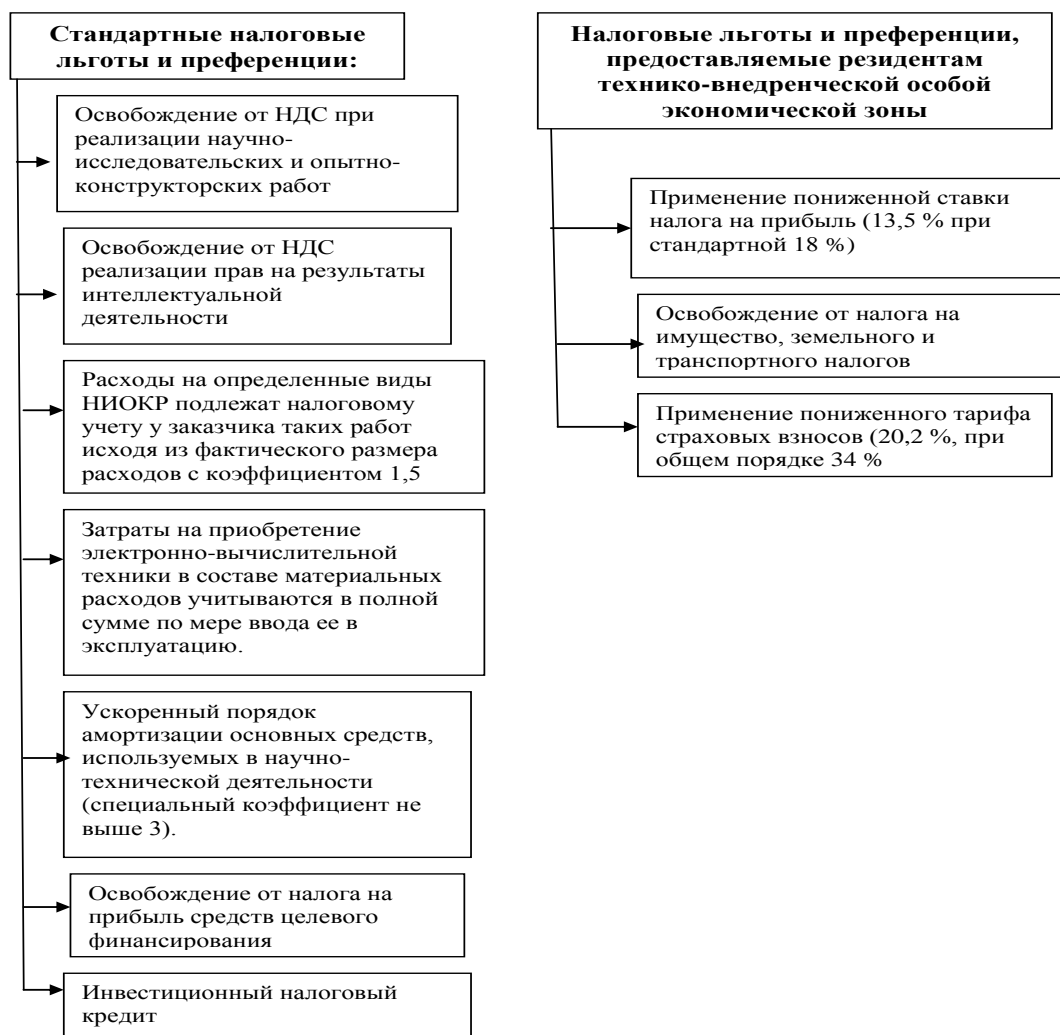 Стандартные налоговые
льготы и преференции:
Освобождение от НДС при
реализации научно-
исследовательских и опытно-
конструкторских работ
Освобождение от НДС
реализации прав на результаты
интеллектуальной
деятельности
Расходы на определенные виды
НИОКР подлежат налоговому
учету у заказчика таких работ
исходя из фактического размера
расходов с коэффициентом 1,5
Затраты на приобретение
электронно-вычислительной
техники в составе материальных
расходов учитываются в полной
сумме по мере ввода ее в
эксплуатацию.
Ускоренный порядок
амортизации основных средств,
используемых в научно-
технической деятельности
(специальный коэффициент не
выше 3).
Освобождение от налога на
прибыль средств целевого
финансирования
Инвестиционный налоговый
кредит
Налоговые льготы и преференции,
предоставляемые резидентам
технико-внедренческой особой
экономической зоны
Применение пониженной ставки
налога на прибыль (13,5 % при
стандартной 18 %)
Освобождение от налога на
имущество, земельного и
транспортного налогов
Применение пониженного тарифа
страховых взносов (20,2 %, при
общем порядке 34 %